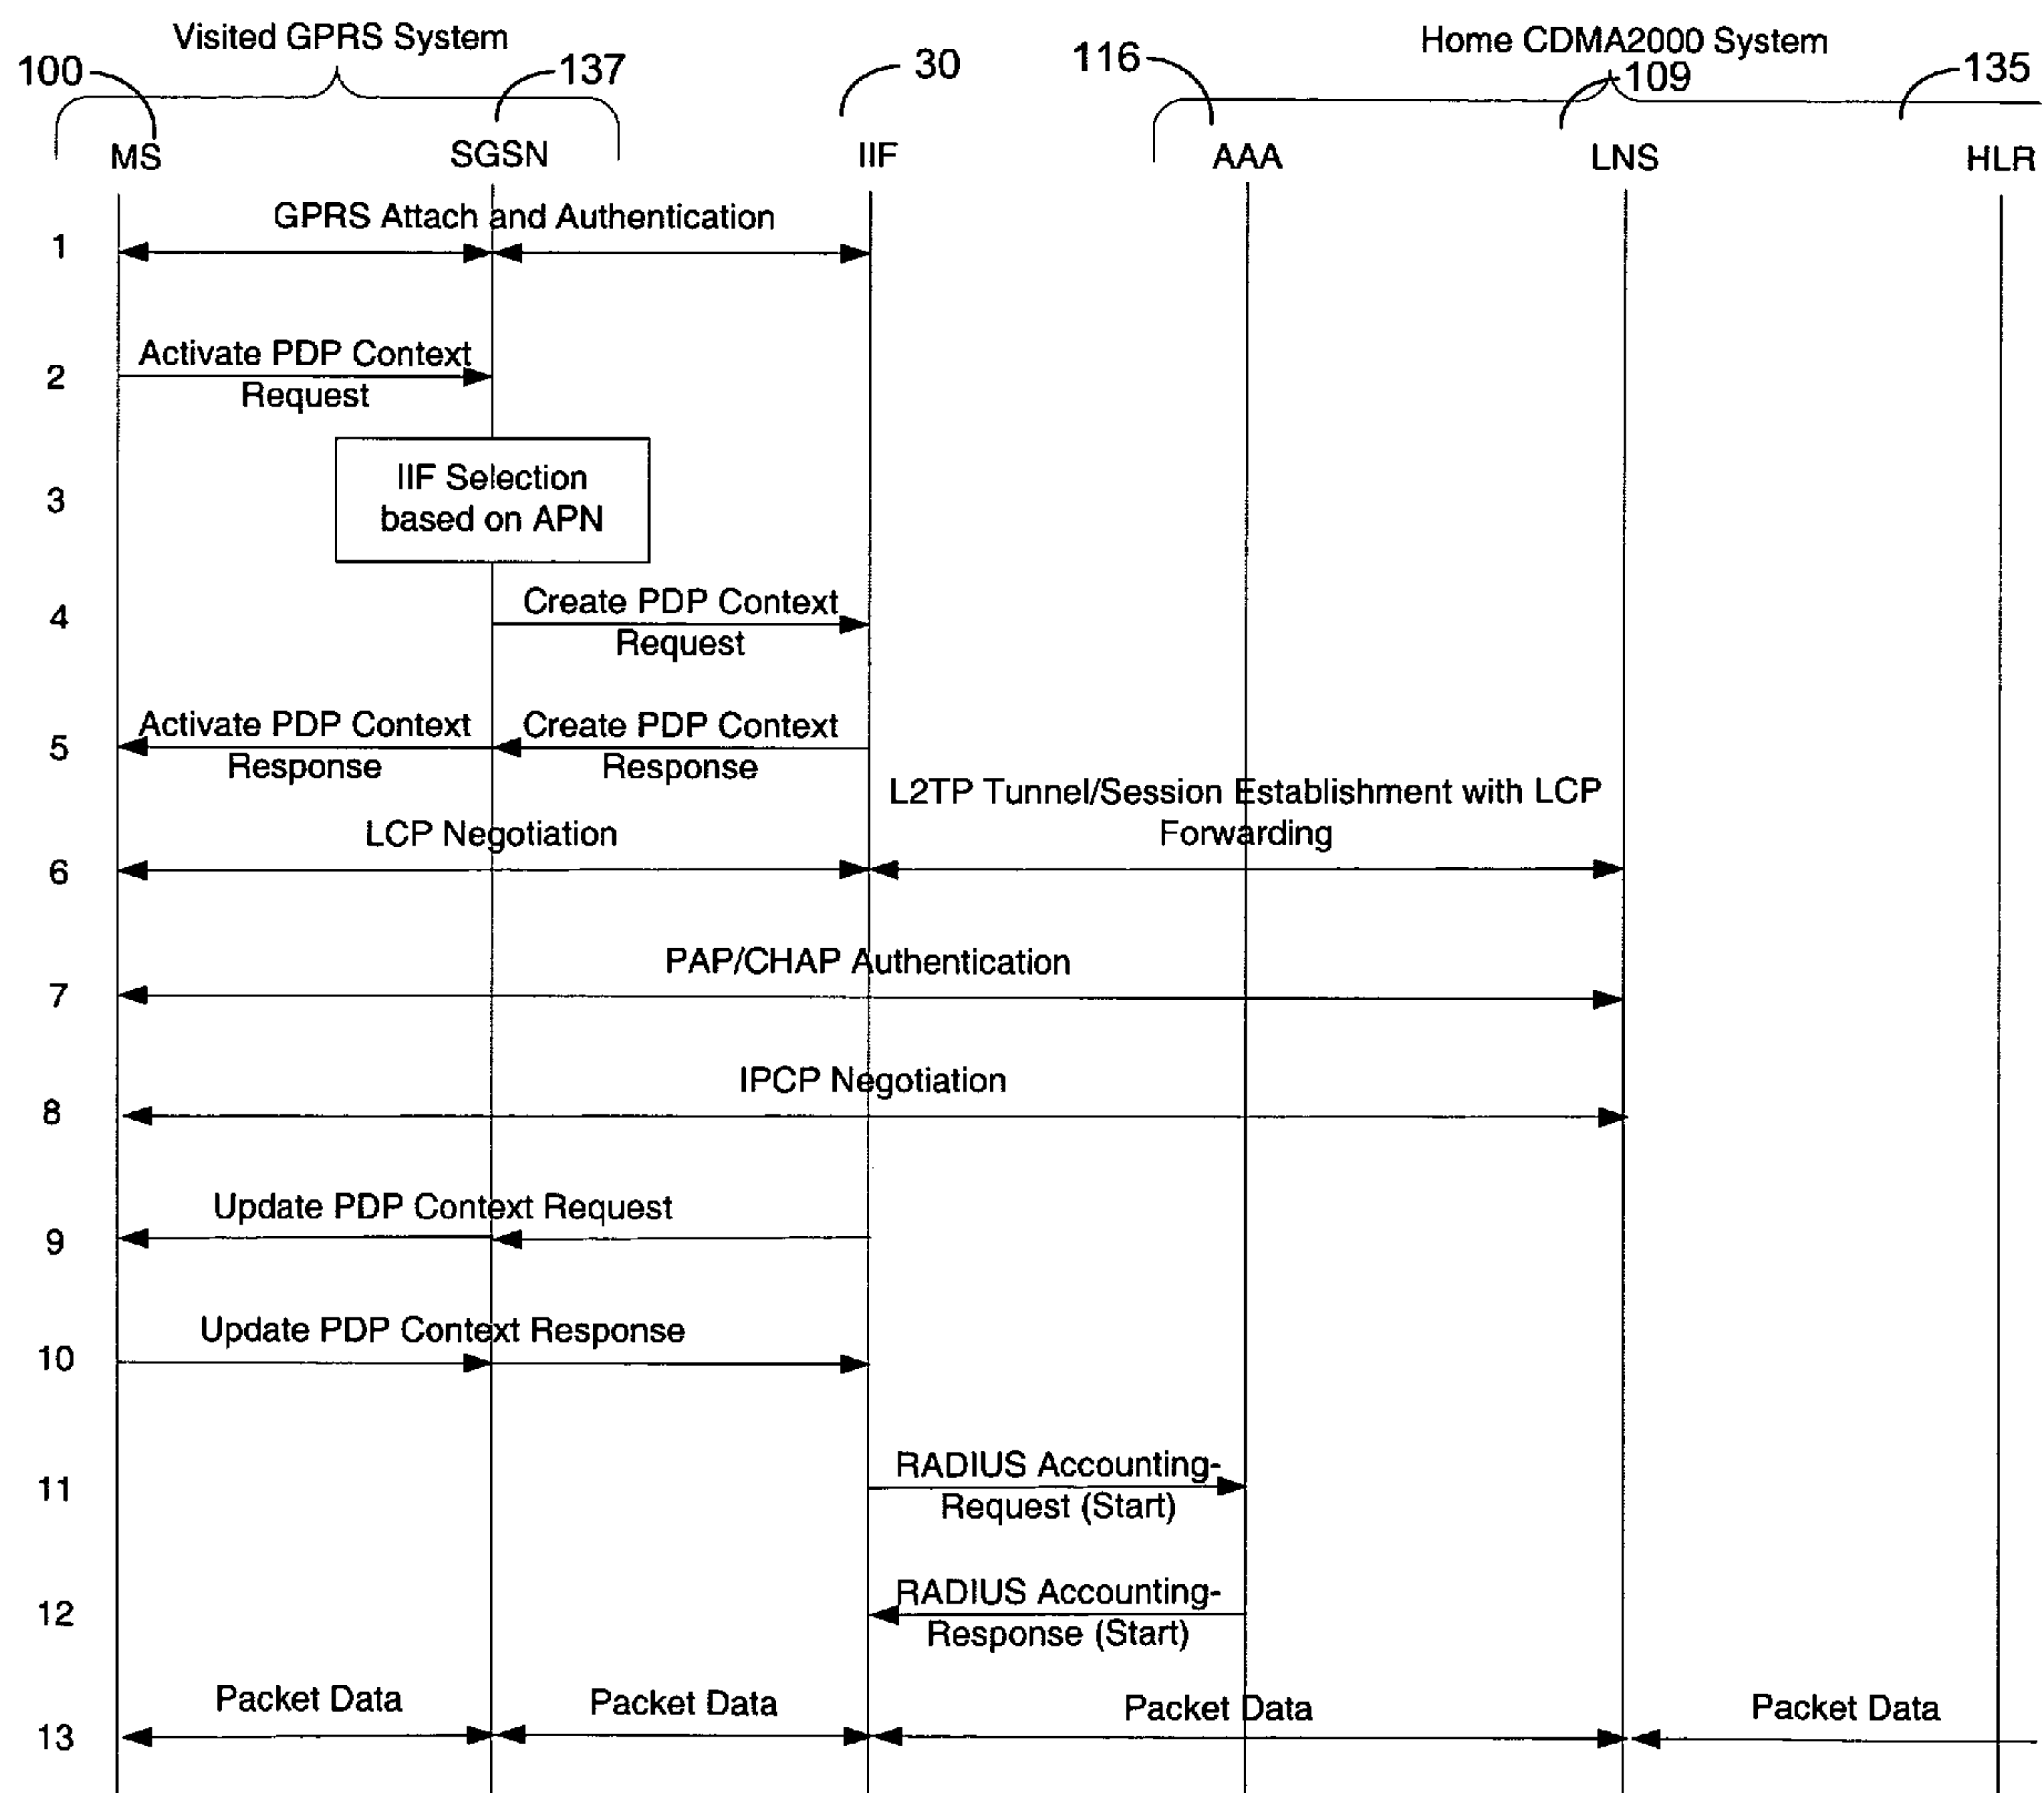 Visited GPRS System
Home CDMA2000 System
100
137
30
116
109
135
MS
SGSN
IIF
AAA
LNS
HLR
GPRS Attach and Authentication
1
Activate PDP Context
Request
2
IIF Selection
based on APN
3
Create PDP Context
Request
4
Activate PDP Context
Response
Create PDP Context
Response
5
L2TP Tunnel/Session Establishment with LCP
Forwarding
LCP Negotiation
6
PAP/CHAP Authentication
7
IPCP Negotiation
8
Update PDP Context Request
9
Update PDP Context Response
10
RADIUS Accounting-
Request (Start)
11
RADIUS Accounting-
Response (Start)
12
Packet Data
Packet Data
Packet Data
Packet Data
13